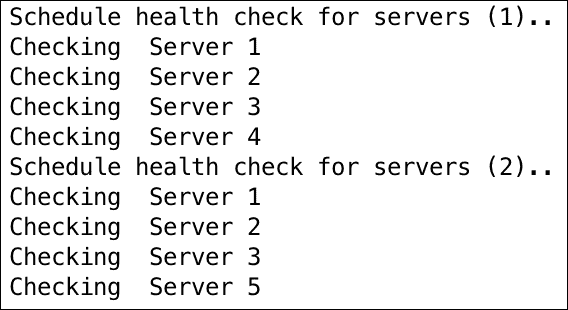 Schedule health check for servers (1)..
Checking  Server 1
Checking  Server 2
Checking  Server 3
Checking  Server 4
Schedule health check for servers (2)..
Checking  Server 1
Checking  Server 2
Checking  Server 3
Checking  Server 5